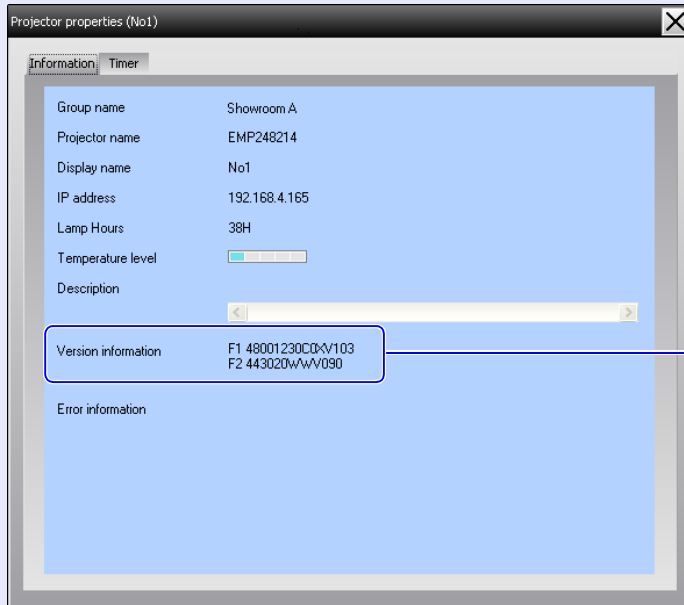 Projector properties (No1)
Information Timer
Group name Showroom A
Projector name EMP248214
Display name No1
IP address 192.168.4.165
Lamp Hours 38H
Temperature level
Description
Version information F1 48001230C0XV103
F2 443020WWV090
Error information